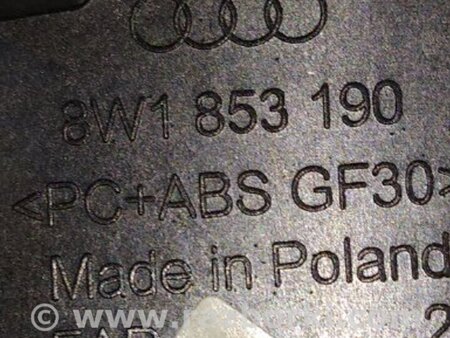 8W1 853 190
<PC+ABS GF30>
Made in Poland